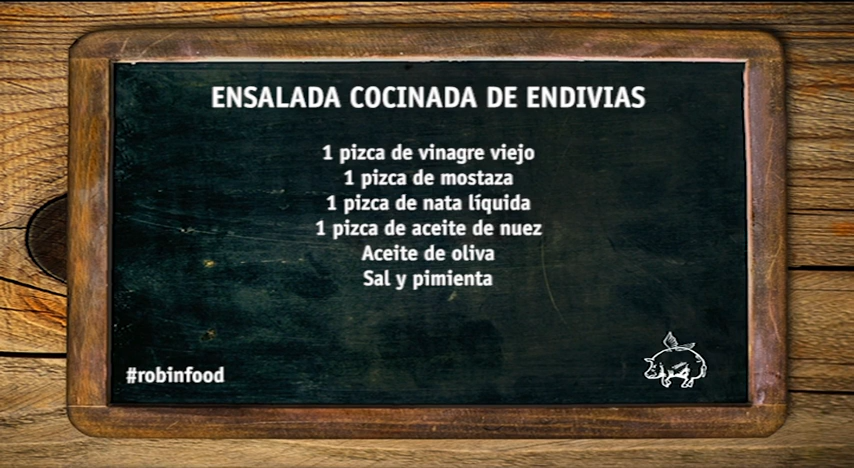 ENSALADA COCINADA DE ENDIVIAS
1 pizca de vinagre viejo
1 pizca de mostaza
1 pizca de nata líquida
1 pizca de aceite de nuez
Aceite de oliva
Sal y pimienta
#robinfood